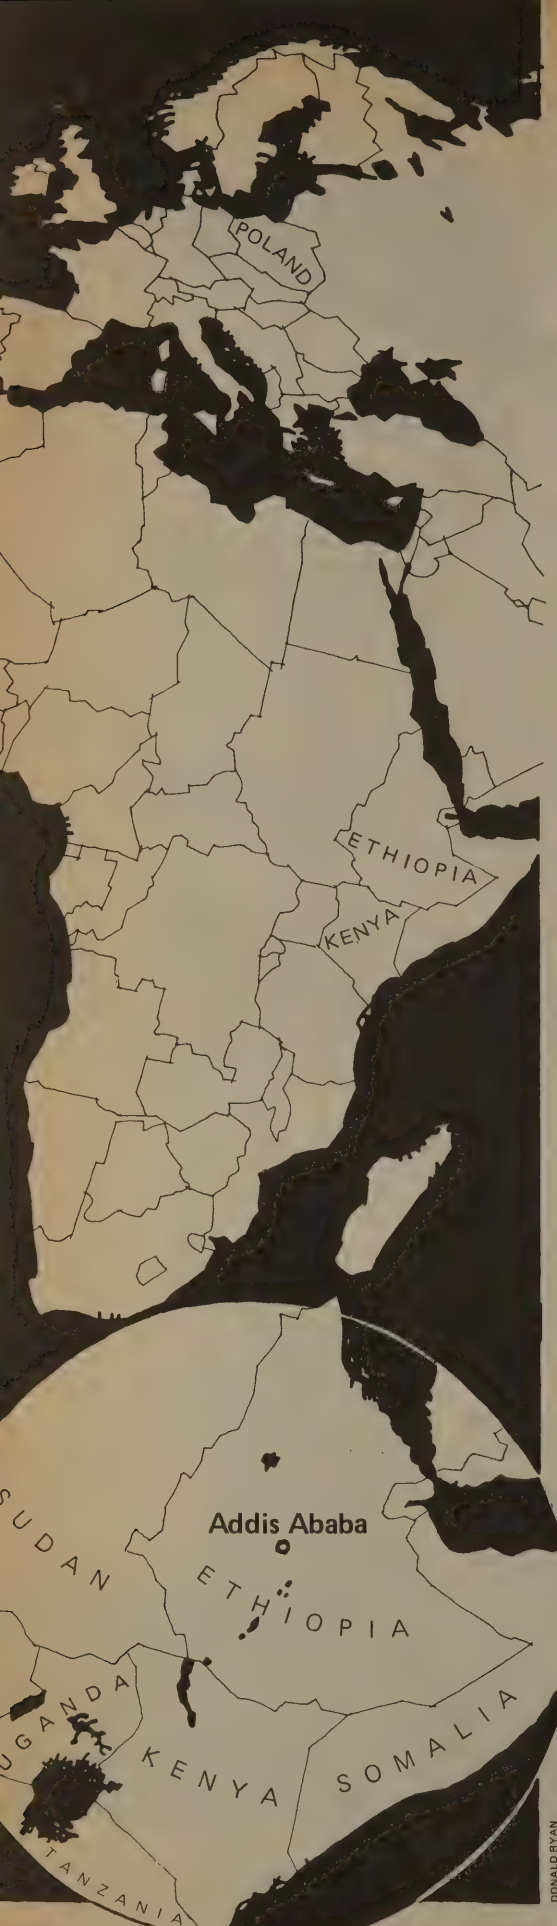 POLAND
ETHIOPIA
KENYA
Addis Ababa
SUDAN
ETHIOPIA
UGANDA
KENYA
SOMALIA
TANZANIA
DONALD RYAN